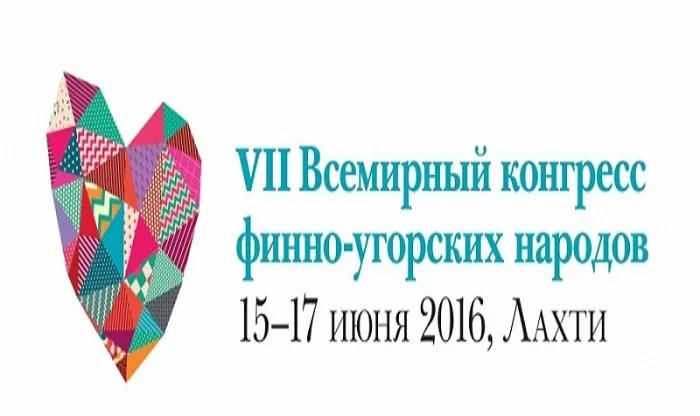 VII Всемирный конгресс
финно-угорских народов
15–17 июня 2016, Лахти